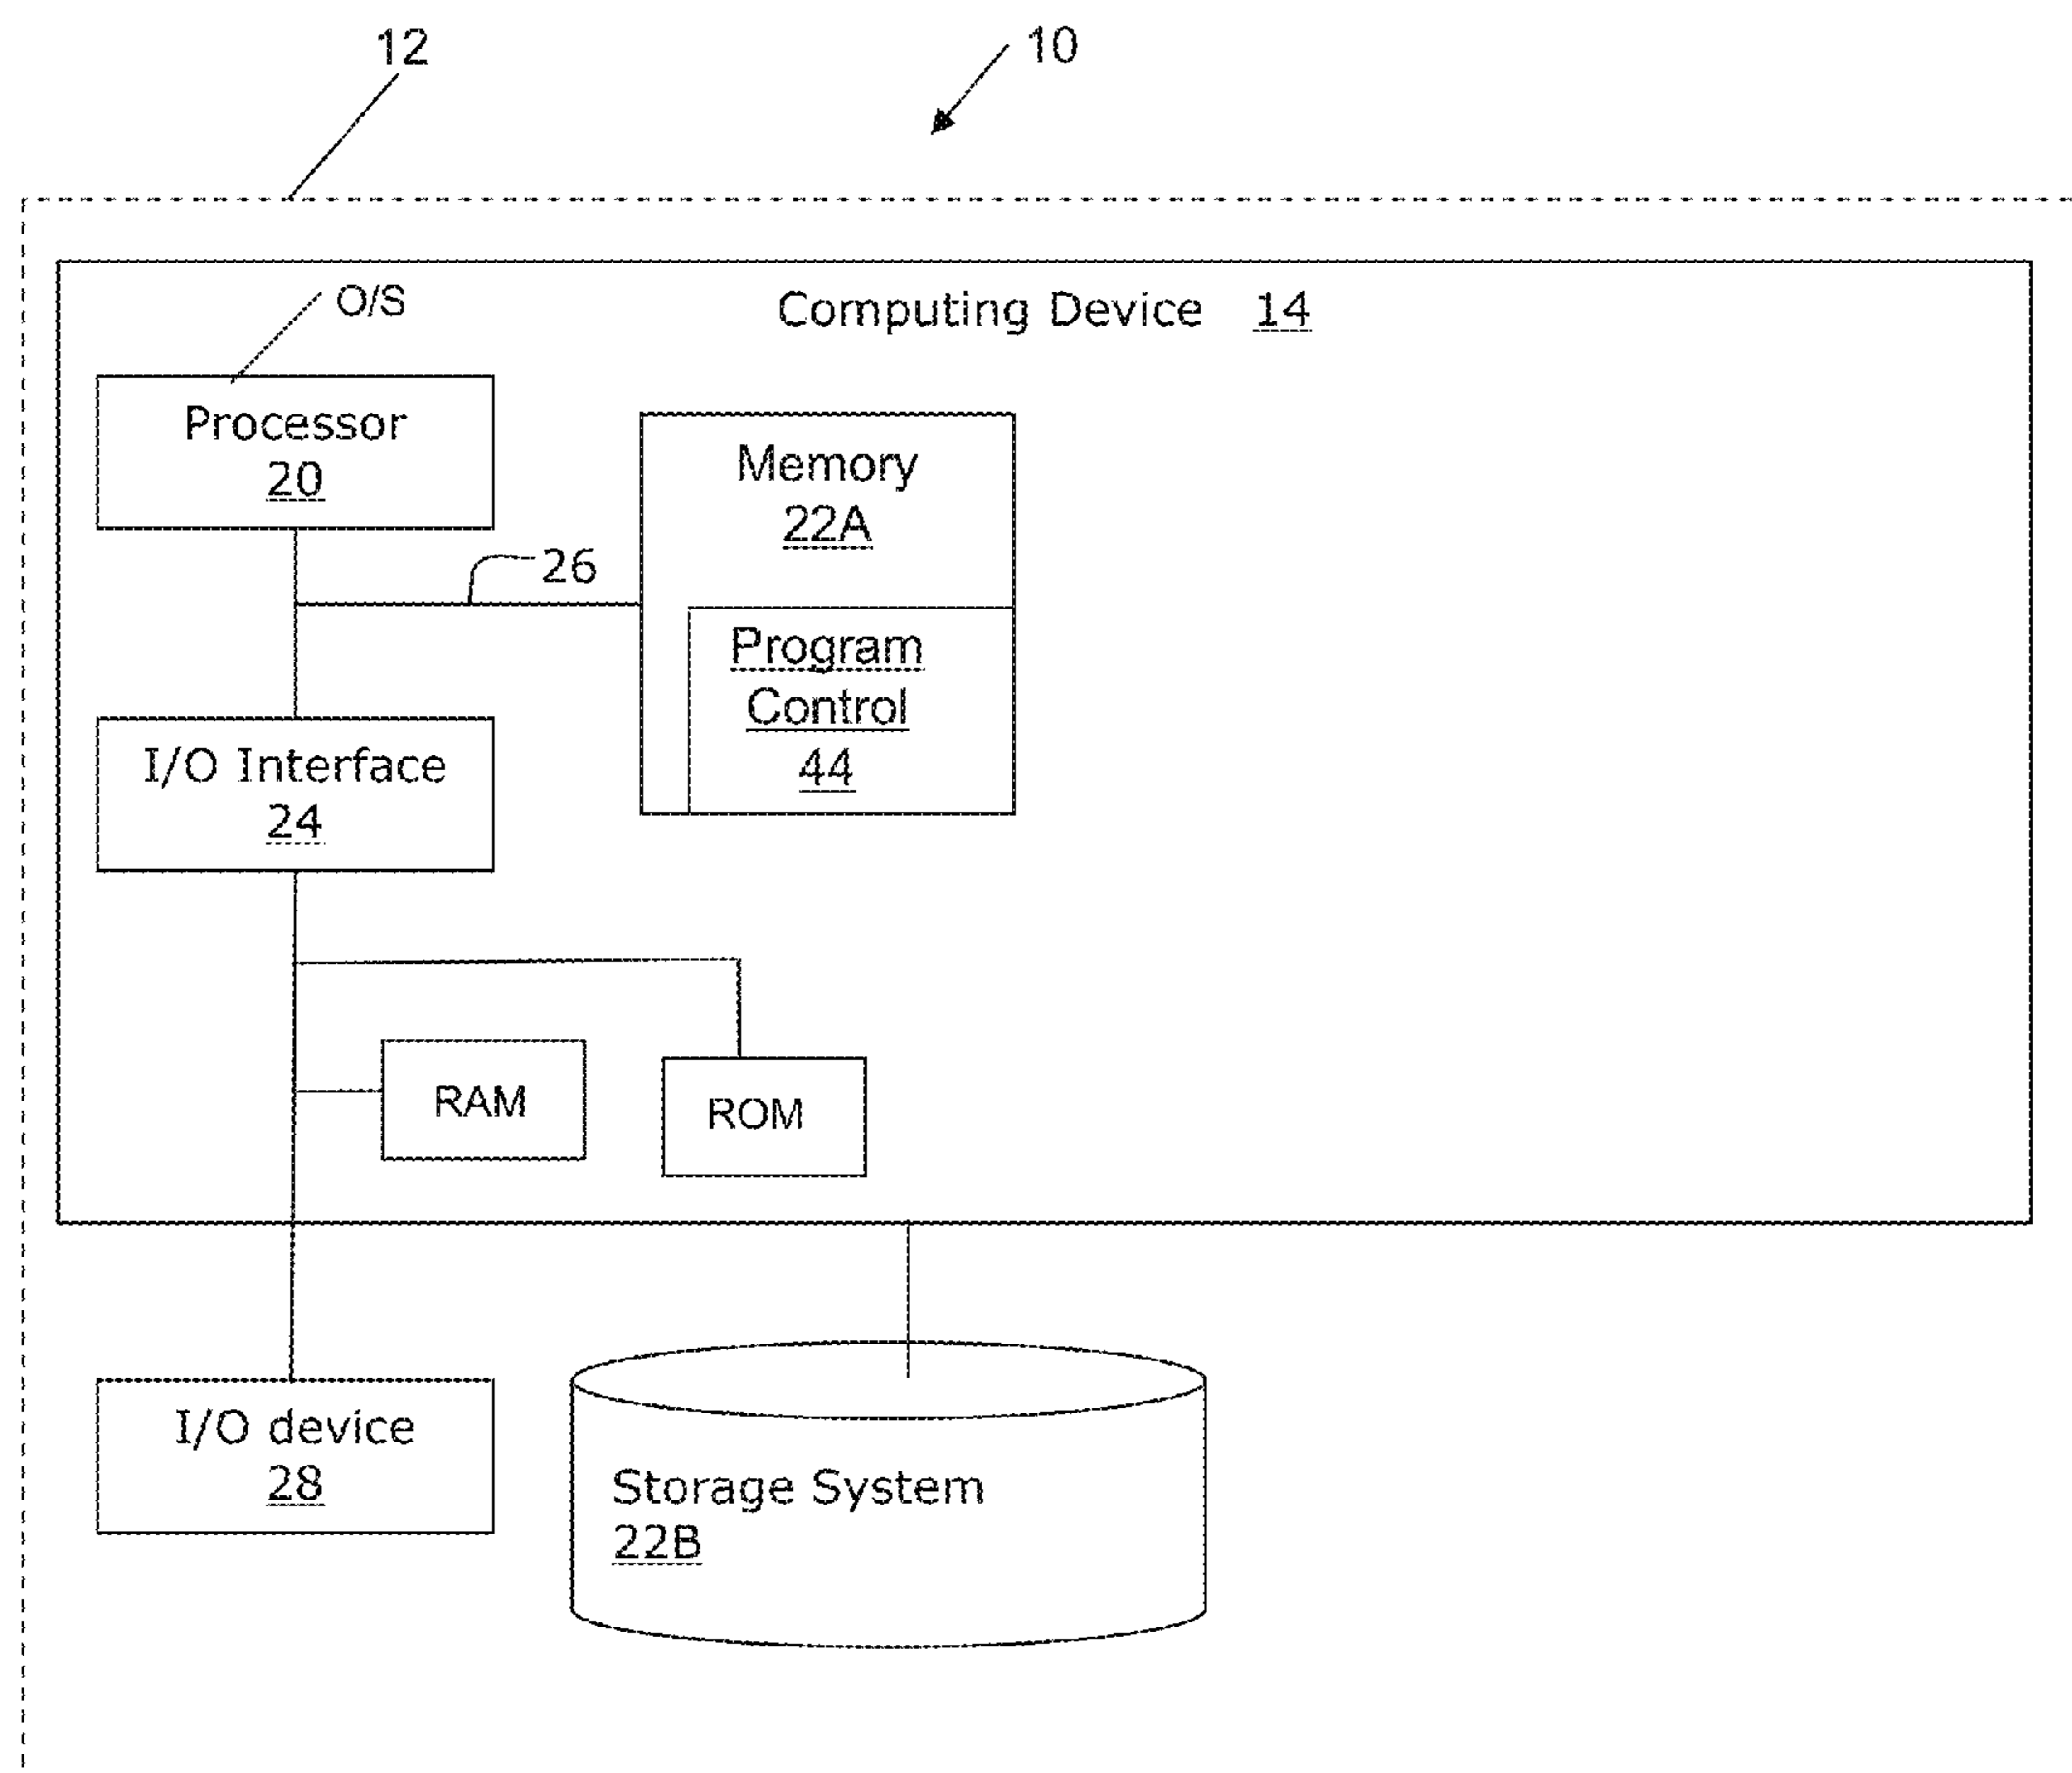 12
10
O/S
Computing Device 14
Processor
20
Memory
22A
26
Program
Control
44
I/O Interface
24
RAM
ROM
I/O device
28
Storage System
22B